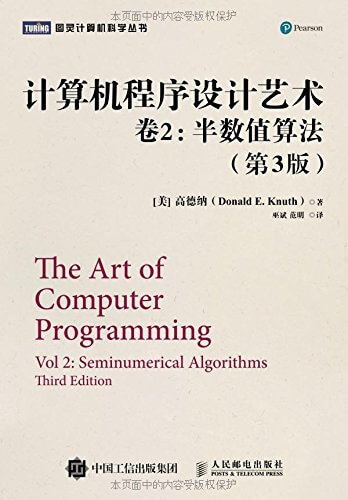 本页面中的内容受版权保护
TURING 图灵计算机科学丛书
Pearson
计算机程序设计艺术
卷2:半数值算法
(第3版)
[美] 高德纳(Donald E. Knuth) ◎著
巫斌 范明 ◎译
The Art of
Computer
Programming
Vol 2: Seminumerical Algorithms
Third Edition
中国工信出版集团
人民邮电出版社
POSTS & TELECOM PRESS
本页面中的内容受版权保护